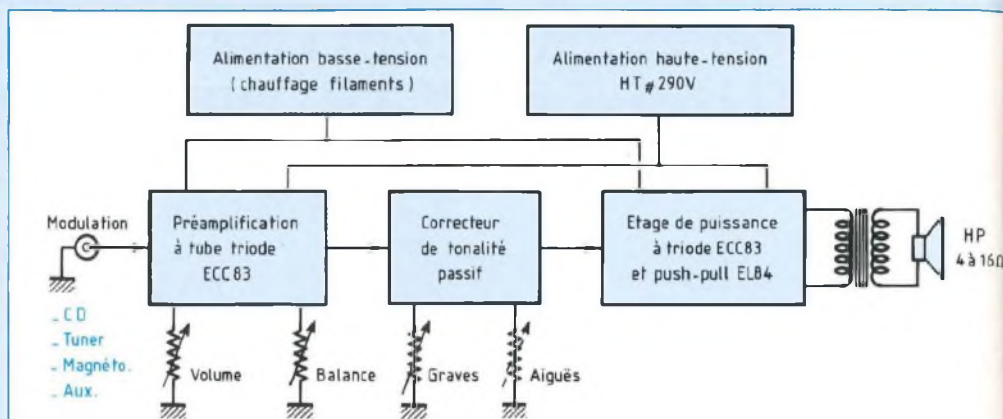 Alimentation basse-tension
( chauffage filaments )
Alimentation haute-tension
HT # 290V
Modulation
Préamplification
à tube triode
ECC 83
Correcteur
de tonalité
passif
Etage de puissance
à triode ECC83
et push-pull EL84
HP
4 à 16Ω
_ CD
_ Tuner
_ Magnéto.
_ Aux.
Volume
Balance
Graves
Aiguës